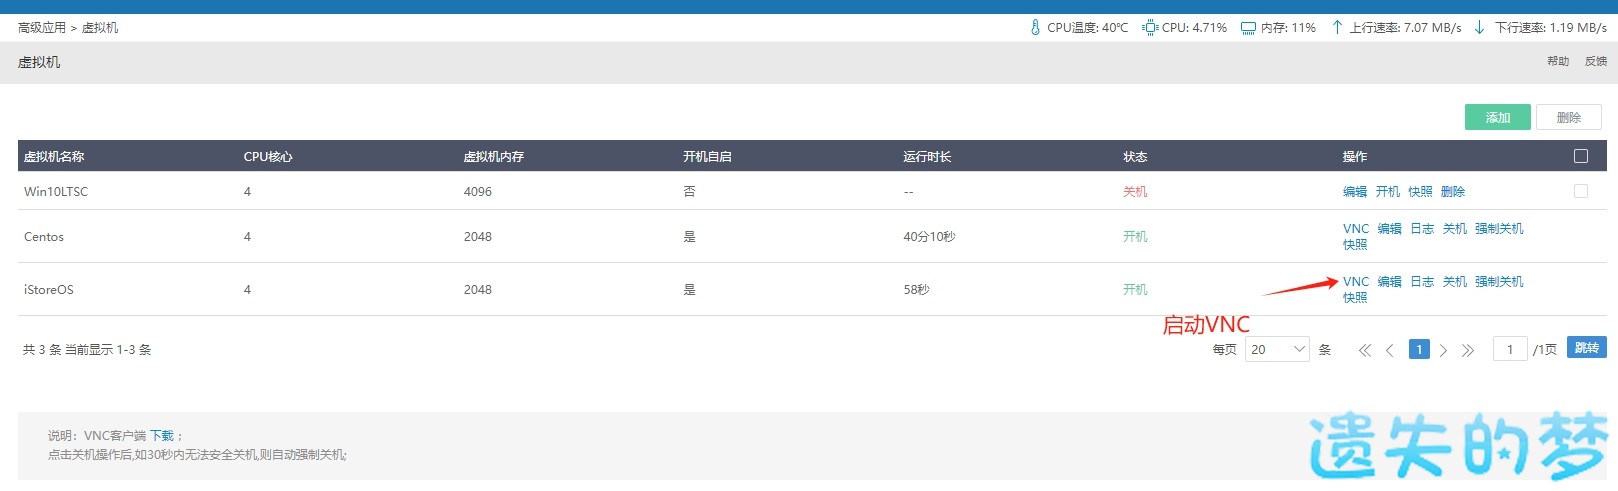 高级应用 > 虚拟机 CPU温度: 40℃ CPU: 4.71% 内存: 11% 上行速率: 7.07 MB/s 下行速率: 1.19 MB/s
虚拟机 帮助 反馈
添加 删除
虚拟机名称 CPU核心 虚拟机内存 开机自启 运行时长 状态 操作
Win10LTSC 4 4096 否 -- 关机 编辑 开机 快照 删除
Centos 4 2048 是 40分10秒 开机 VNC 编辑 日志 关机 强制关机
快照
iStoreOS 4 2048 是 58秒 开机 VNC 编辑 日志 关机 强制关机
快照
启动VNC
共 3 条 当前显示 1-3 条 每页 20 条 1 1 /1页 跳转
说明: VNC客户端 下载 ;
点击关机操作后,如30秒内无法安全关机,则自动强制关机;
遗失的梦